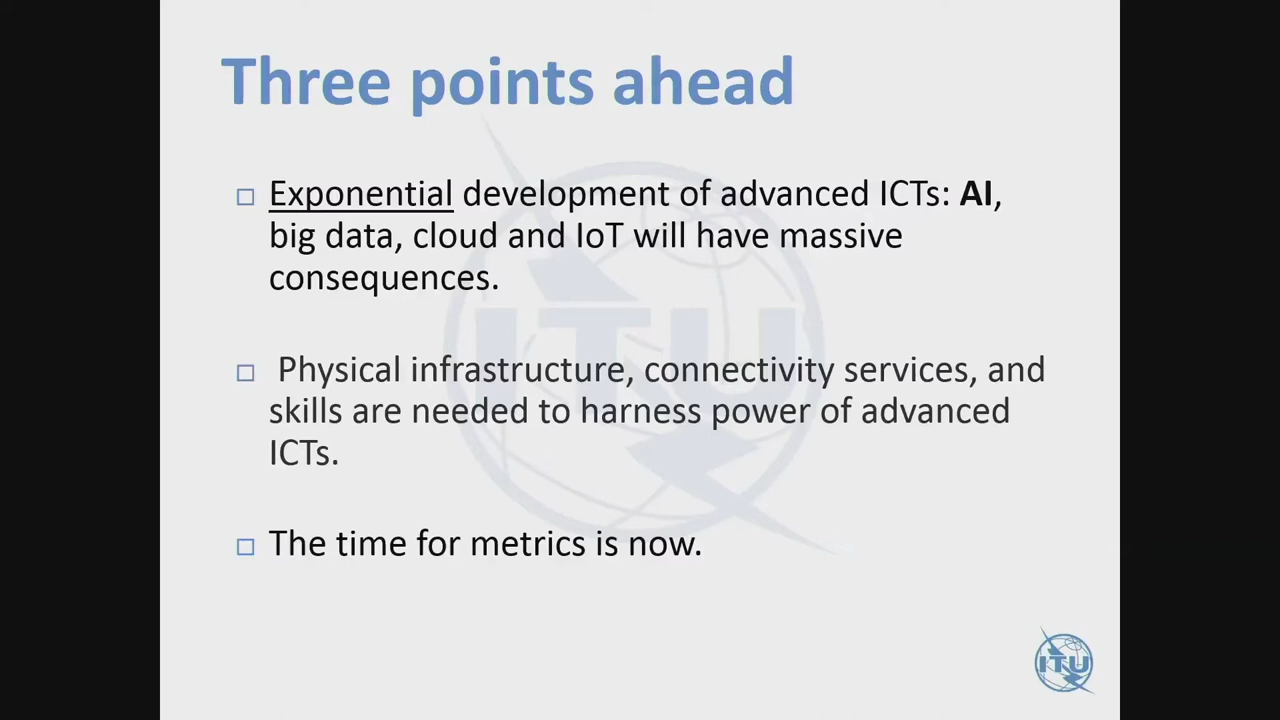 Three points ahead
Exponential development of advanced ICTs: AI,
big data, cloud and IoT will have massive
consequences.
Physical infrastructure, connectivity services, and
skills are needed to harness power of advanced
ICTs.
The time for metrics is now.
ITU
ITU